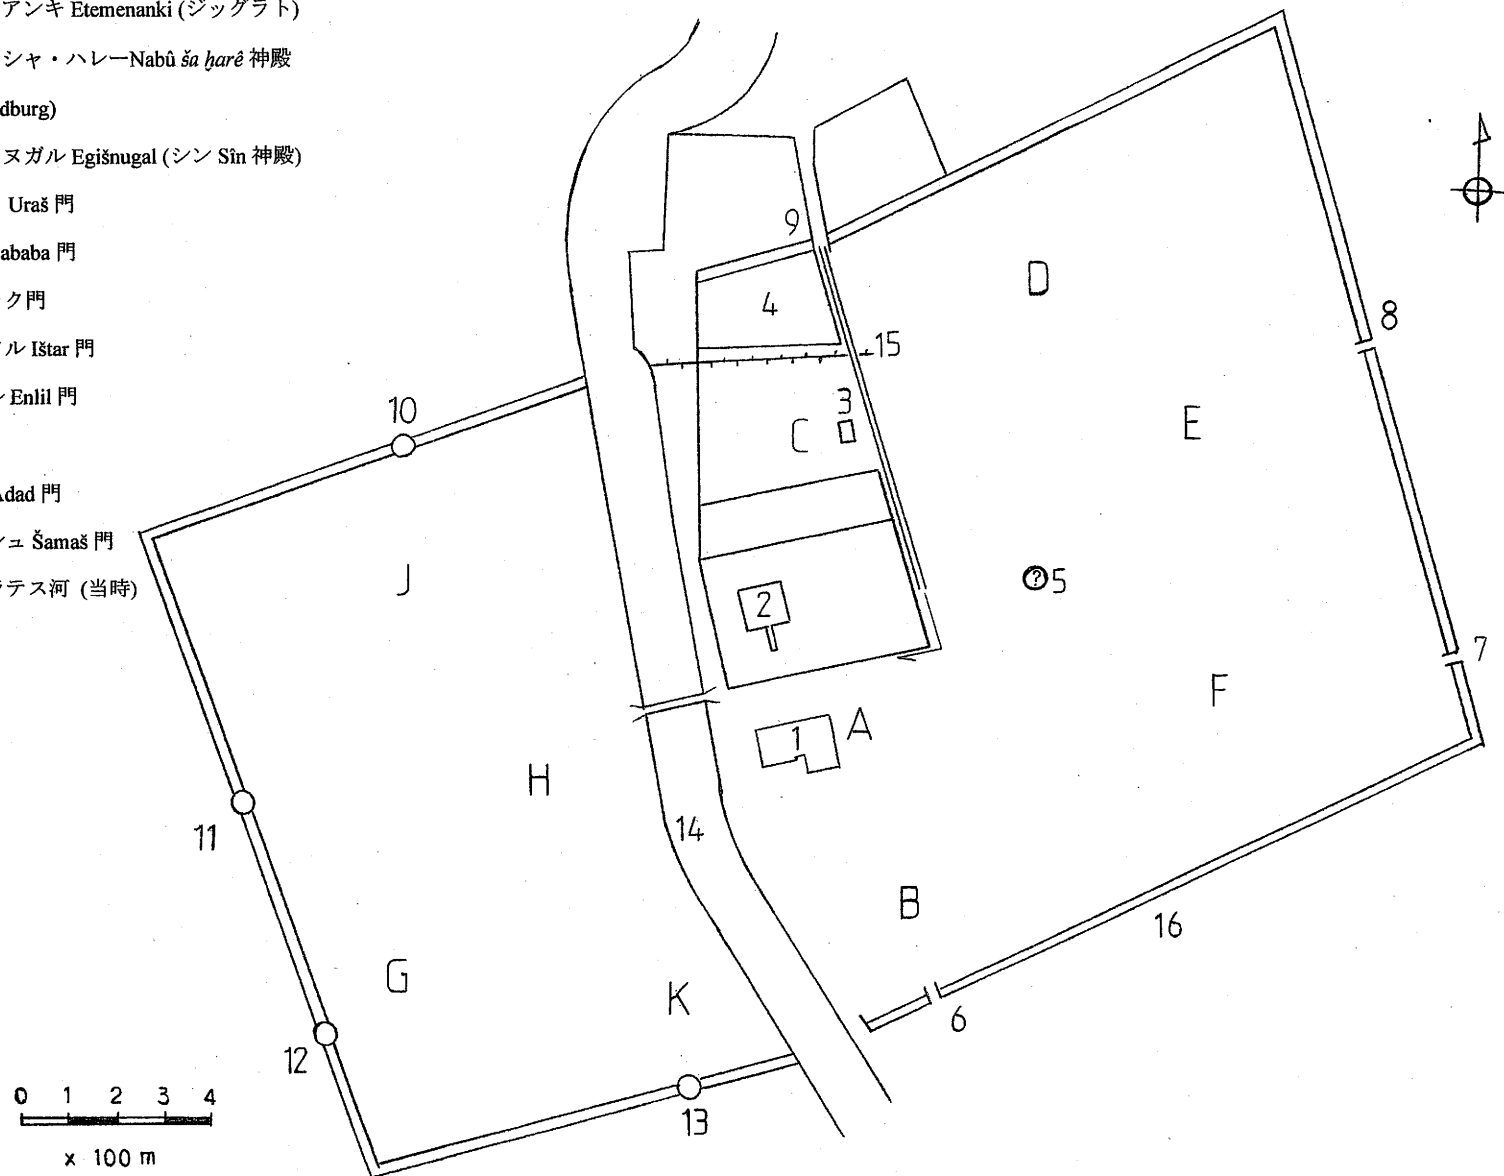 アンキ Etemenanki (ジッグラト)
シャ・ハレーNabû ša ḫarê 神殿
dburg)
ヌガル Egišnugal (シン Sîn 神殿)
Uraš 門
ababa 門
ク門
ル Ištar 門
Enlil 門
Adad 門
シュ Šamaš 門
ラテス河 (当時)
9
D
4
8
15
10
3
C
E
J
2
? 5
7
F
1
A
H
11
14
B
16
G
K
6
12
13
0 1 2 3 4
x 100 m